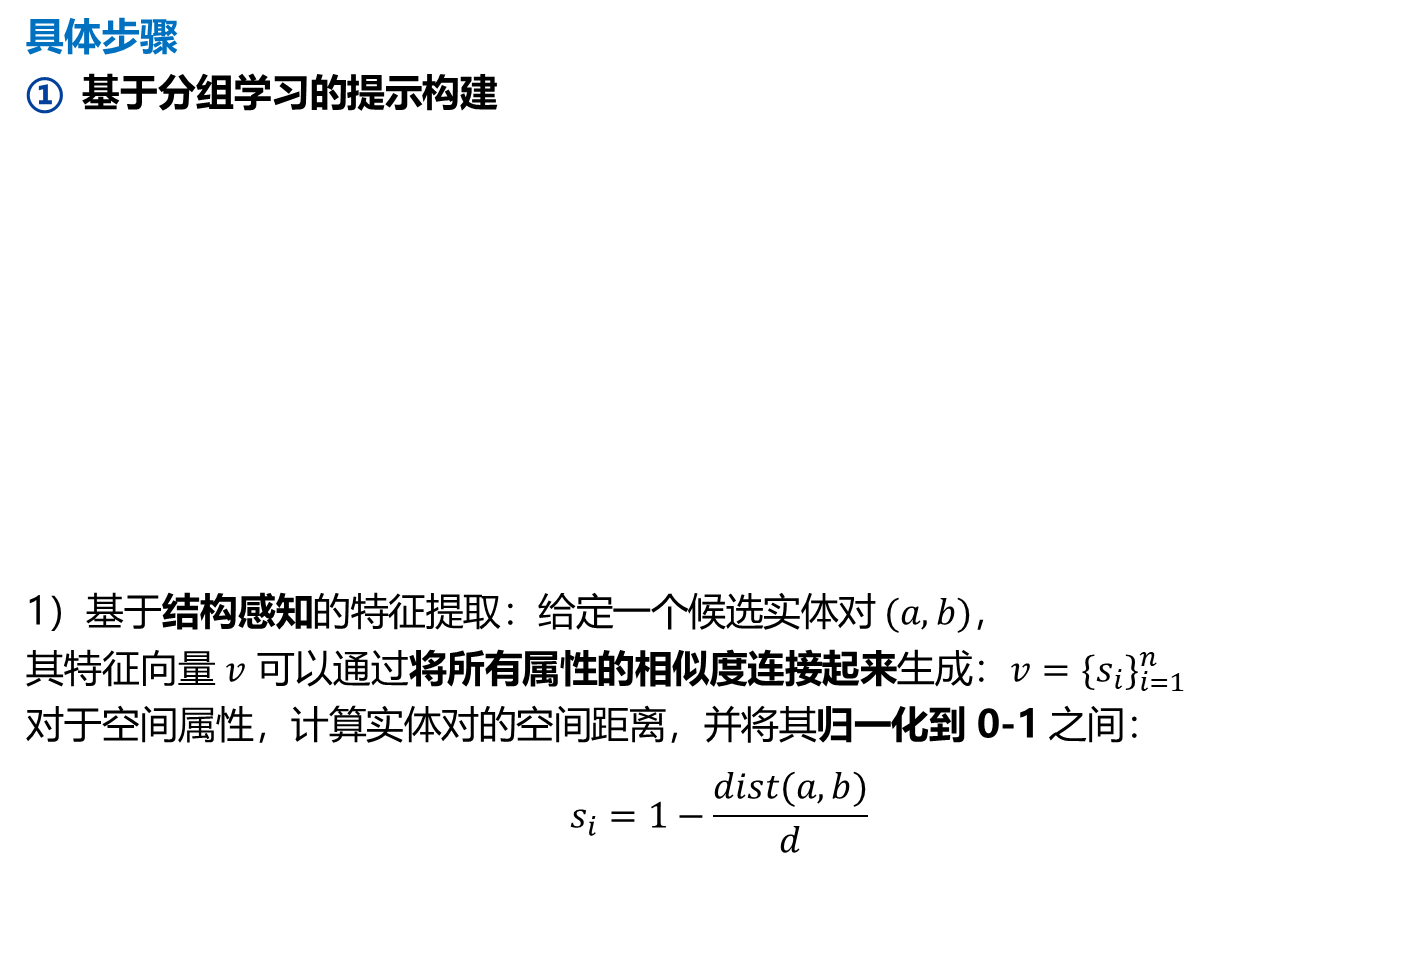 具体步骤
① 基于分组学习的提示构建
1）基于结构感知的特征提取：给定一个候选实体对 (a, b)，
其特征向量 v 可以通过将所有属性的相似度连接起来生成：v = {s_i}_{i=1}^n
对于空间属性，计算实体对的空间距离，并将其归一化到 0-1 之间：
s_i = 1 − dist(a, b) / d